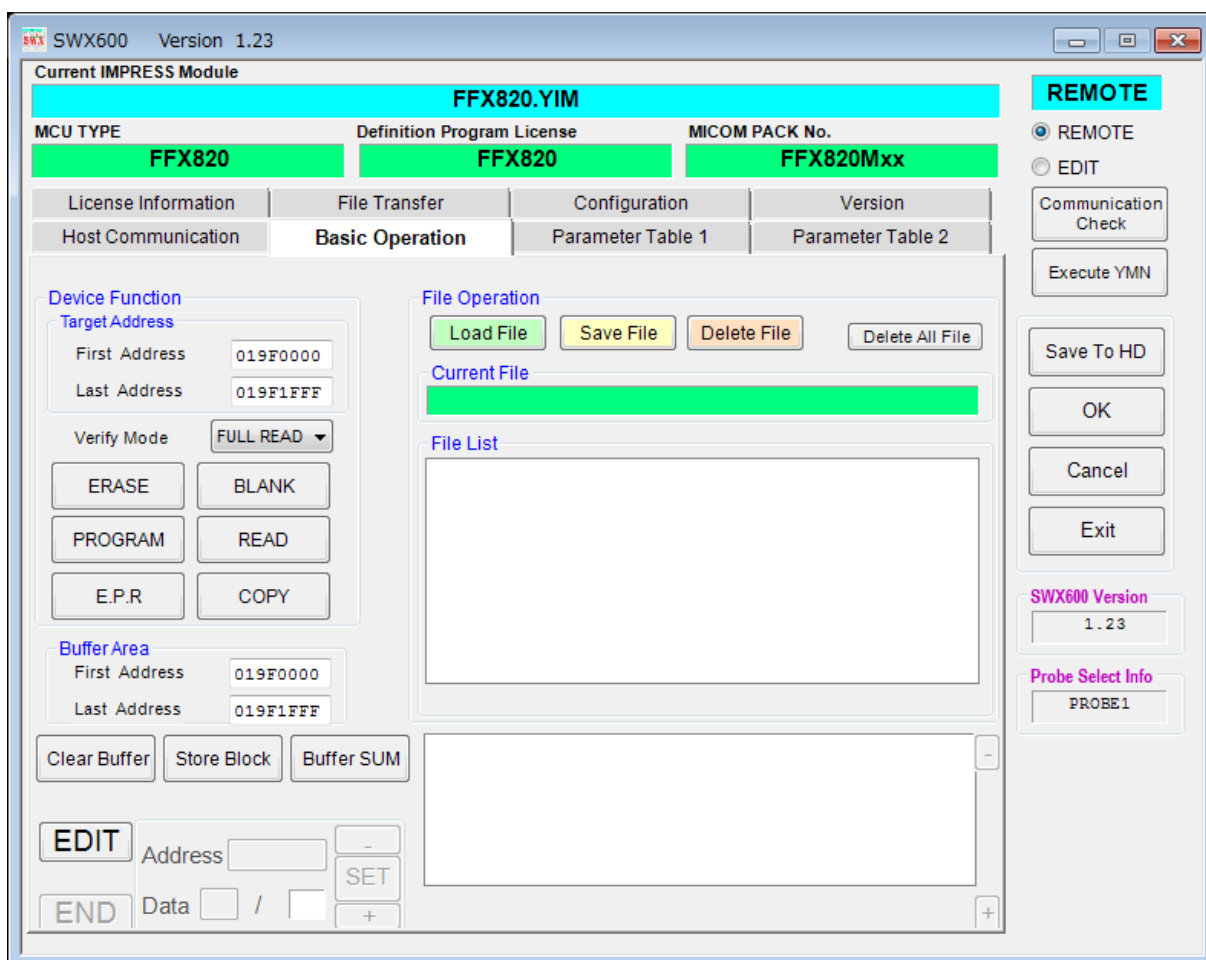 SWX SWX600 Version 1.23
Current IMPRESS Module
FFX820.YIM
REMOTE
MCU TYPE Definition Program License MICOM PACK No.
FFX820 FFX820 FFX820Mxx
REMOTE
EDIT
License Information File Transfer Configuration Version
Host Communication Basic Operation Parameter Table 1 Parameter Table 2
Communication
Check
Execute YMN
Device Function
Target Address
First Address 019F0000
Last Address 019F1FFF
Verify Mode FULL READ
ERASE BLANK
PROGRAM READ
E.P.R COPY
Buffer Area
First Address 019F0000
Last Address 019F1FFF
Clear Buffer Store Block Buffer SUM
EDIT
Address
Data /
END
-
SET
+
File Operation
Load File Save File Delete File Delete All File
Current File
File List
-
+
Save To HD
OK
Cancel
Exit
SWX600 Version
1.23
Probe Select Info
PROBE1